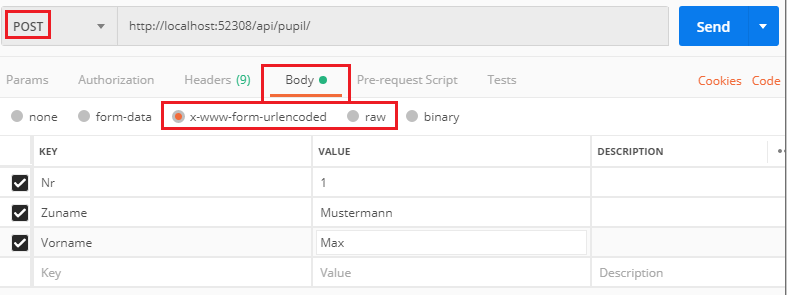 POST http://localhost:52308/api/pupil/ Send
Params Authorization Headers (9) Body Pre-request Script Tests Cookies Code
none form-data x-www-form-urlencoded raw binary
KEY VALUE DESCRIPTION
Nr 1
Zuname Mustermann
Vorname Max
Key Value Description